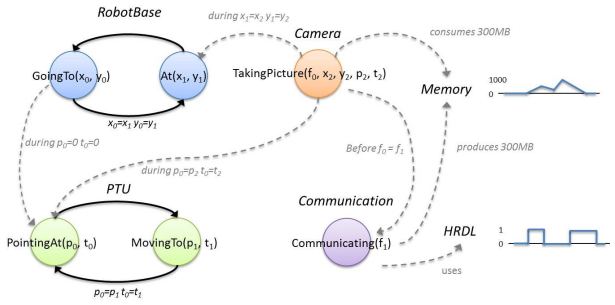 RobotBase
during x₁=x₂ y₁=y₂
Camera
consumes 300MB
GoingTo(x₀, y₀)
At(x₁, y₁)
TakingPicture(f₀, x₂, y₂, p₂, t₂)
Memory
1000
0
x₀=x₁ y₀=y₁
during p₀=0 t₀=0
Before f₀ = f₁
produces 300MB
during p₀=p₂ t₀=t₂
PTU
Communication
HRDL
1
0
PointingAt(p₀, t₀)
MovingTo(p₁, t₁)
Communicating(f₁)
uses
p₀=p₁ t₀=t₁